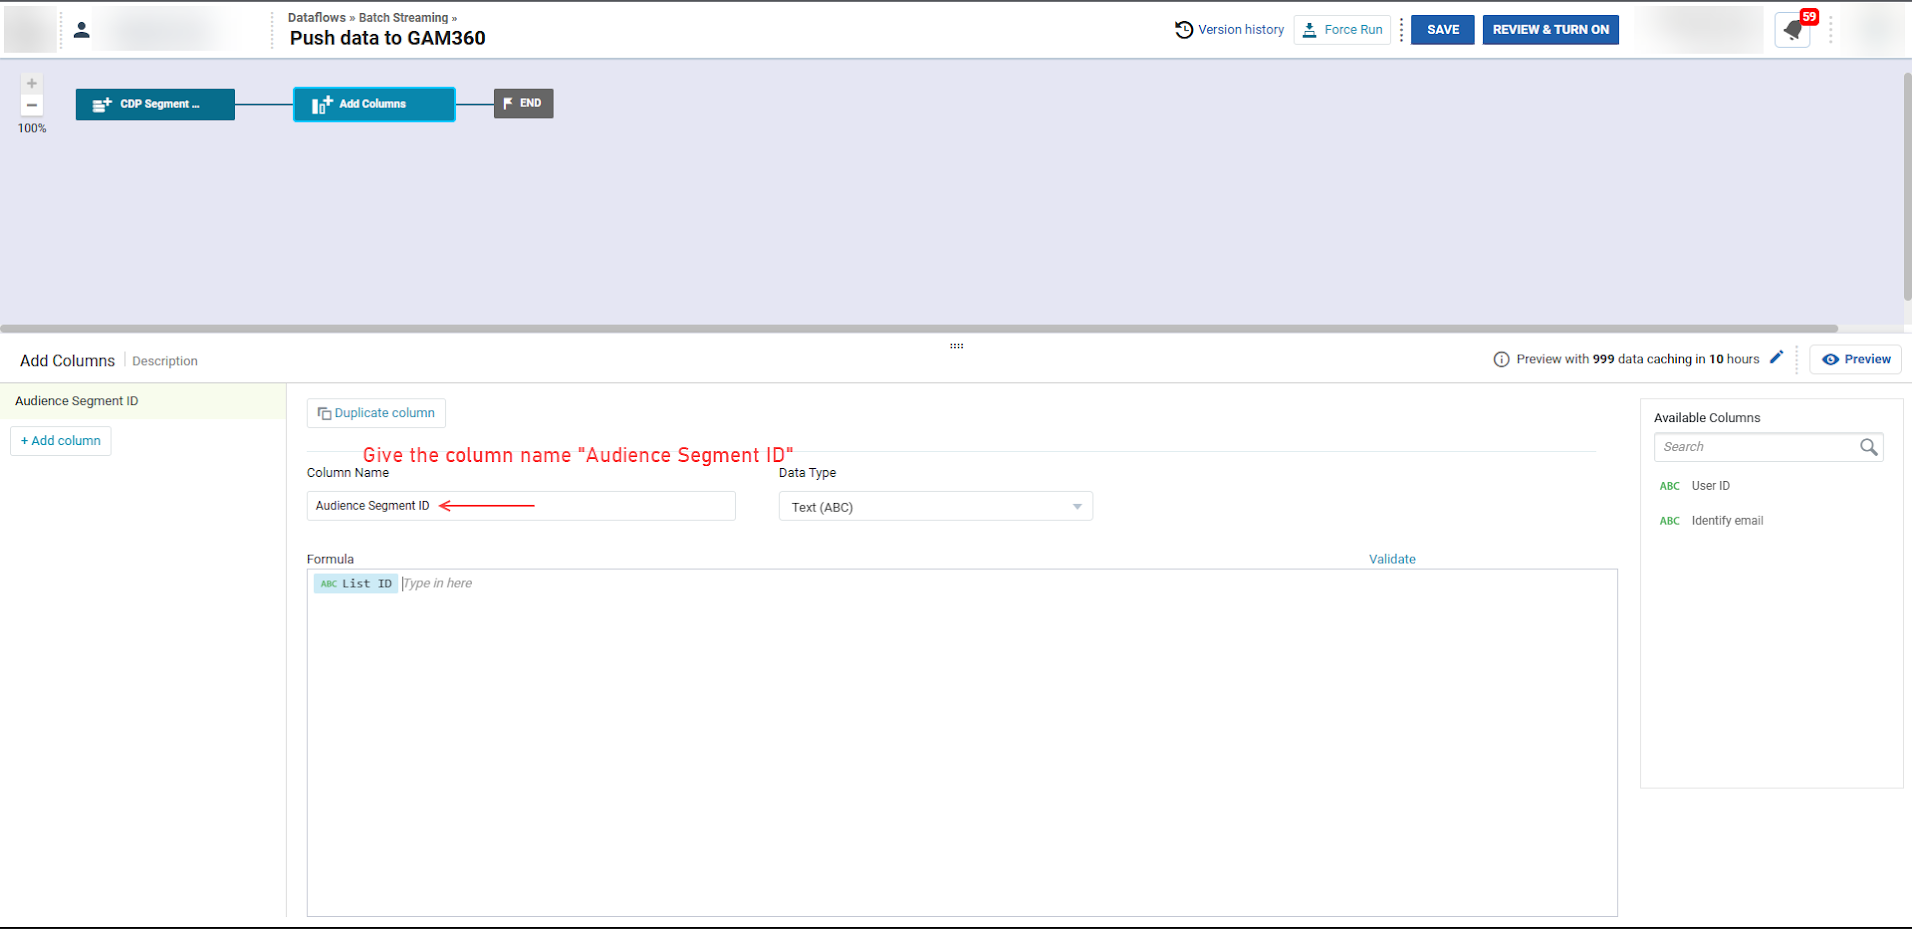 Dataflows » Batch Streaming »
Push data to GAM360
Version history
Force Run
SAVE
REVIEW & TURN ON
59
100%
CDP Segment ...
Add Columns
END
Add Columns
Description
Preview with 999 data caching in 10 hours
Preview
Audience Segment ID
+ Add column
Duplicate column
Give the column name "Audience Segment ID"
Column Name
Audience Segment ID
Data Type
Text (ABC)
Formula
Validate
ABC List ID Type in here
Available Columns
Search
ABC User ID
ABC Identify email